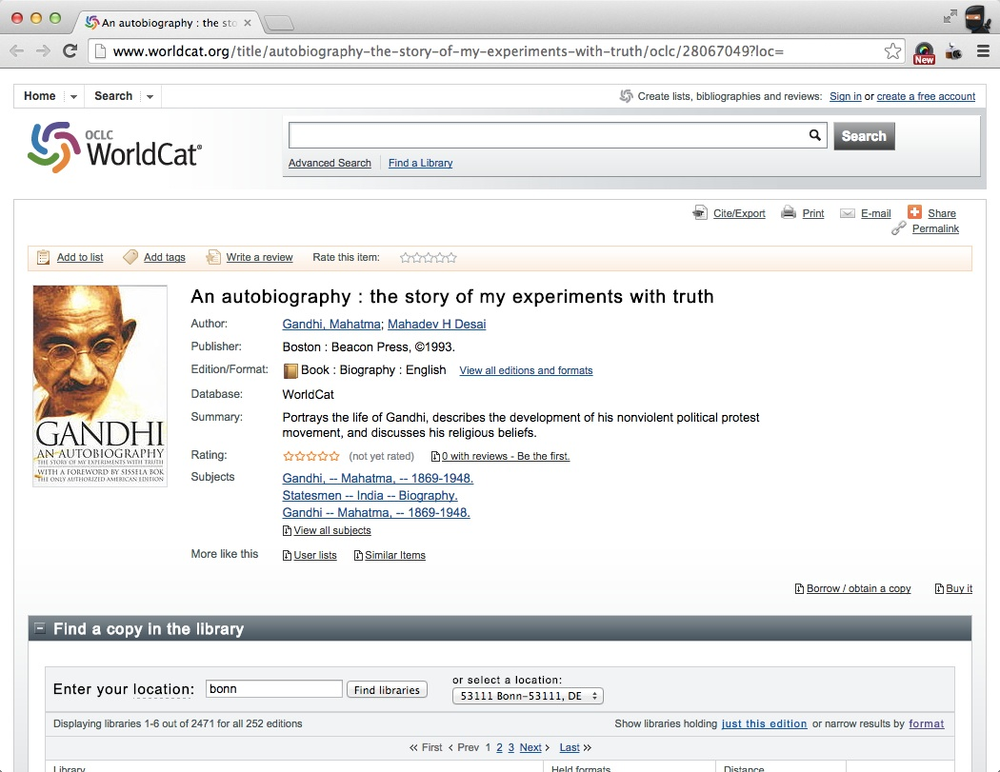 An autobiography : the sto
www.worldcat.org/title/autobiography-the-story-of-my-experiments-with-truth/oclc/28067049?loc=
New
Home Search Create lists, bibliographies and reviews: Sign in or create a free account
OCLC
WorldCat®
Search
Advanced Search Find a Library
Cite/Export Print E-mail Share
Permalink
Add to list Add tags Write a review Rate this item:
An autobiography : the story of my experiments with truth
Author: Gandhi, Mahatma; Mahadev H Desai
Publisher: Boston : Beacon Press, ©1993.
Edition/Format: Book : Biography : English View all editions and formats
Database: WorldCat
Summary: Portrays the life of Gandhi, describes the development of his nonviolent political protest
movement, and discusses his religious beliefs.
Rating: (not yet rated) 0 with reviews - Be the first.
Subjects Gandhi, -- Mahatma, -- 1869-1948.
Statesmen -- India -- Biography.
Gandhi -- Mahatma, -- 1869-1948.
View all subjects
More like this User lists Similar Items
GANDHI
AN AUTOBIOGRAPHY
THE STORY OF MY EXPERIMENTS WITH TRUTH
WITH A FOREWORD BY SISSELA BOK
THE ONLY AUTHORIZED AMERICAN EDITION
Borrow / obtain a copy Buy it
Find a copy in the library
Enter your location: bonn Find libraries
or select a location:
53111 Bonn-53111, DE
Displaying libraries 1-6 out of 2471 for all 252 editions Show libraries holding just this edition or narrow results by format
« First ‹ Prev 1 2 3 Next › Last »
Library Held formats Distance